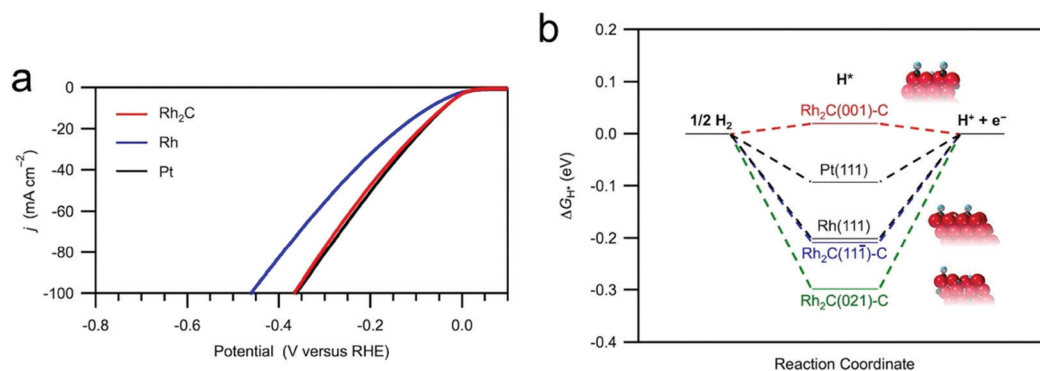 a
0
-20
-40
-60
-80
-100
j (mA cm⁻²)
Rh₂C
Rh
Pt
-0.8
-0.6
-0.4
-0.2
0.0
Potential (V versus RHE)
b
0.2
0.1
0.0
-0.1
-0.2
-0.3
-0.4
ΔG_H* (eV)
H*
1/2 H₂
Rh₂C(001)-C
H⁺ + e⁻
Pt(111)
Rh(111)
Rh₂C(111̄)-C
Rh₂C(021)-C
Reaction Coordinate